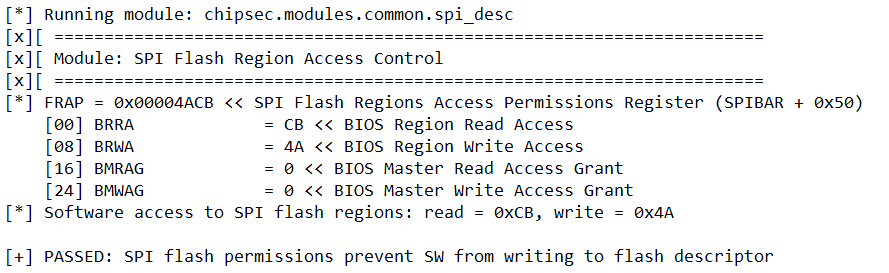 [*] Running module: chipsec.modules.common.spi_desc
[x][ =======================================================================
[x][ Module: SPI Flash Region Access Control
[x][ =======================================================================
[*] FRAP = 0x00004ACB << SPI Flash Regions Access Permissions Register (SPIBAR + 0x50)
    [00] BRRA             = CB << BIOS Region Read Access
    [08] BRWA             = 4A << BIOS Region Write Access
    [16] BMRAG            = 0 << BIOS Master Read Access Grant
    [24] BMWAG            = 0 << BIOS Master Write Access Grant
[*] Software access to SPI flash regions: read = 0xCB, write = 0x4A

[+] PASSED: SPI flash permissions prevent SW from writing to flash descriptor